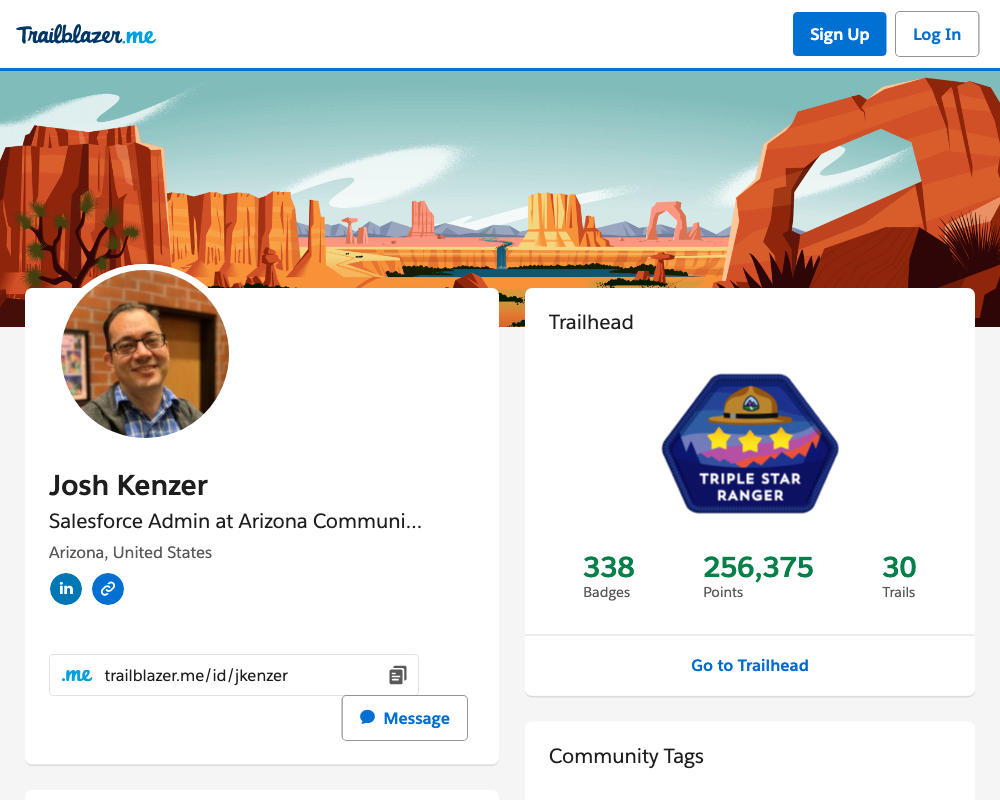 Trailblazer.me
Sign Up
Log In
Josh Kenzer
Salesforce Admin at Arizona Communi...
Arizona, United States
in
.me trailblazer.me/id/jkenzer
Message
Trailhead
TRIPLE STAR
RANGER
338 256,375 30
Badges Points Trails
Go to Trailhead
Community Tags